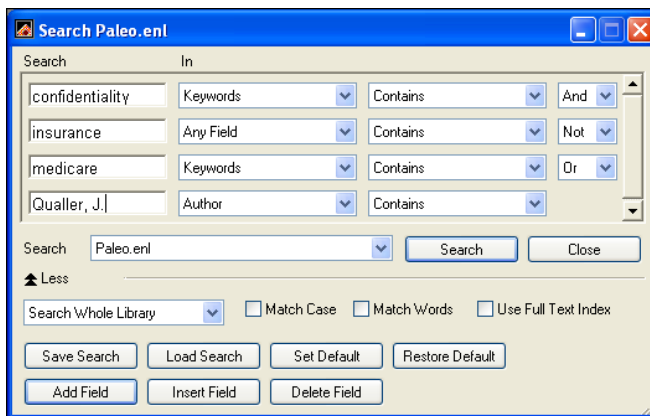 Search Paleo.enl
Search In
confidentiality Keywords Contains And
insurance Any Field Contains Not
medicare Keywords Contains Or
Qualler, J. Author Contains
Search Paleo.enl Search Close
Less
Search Whole Library Match Case Match Words Use Full Text Index
Save Search Load Search Set Default Restore Default
Add Field Insert Field Delete Field